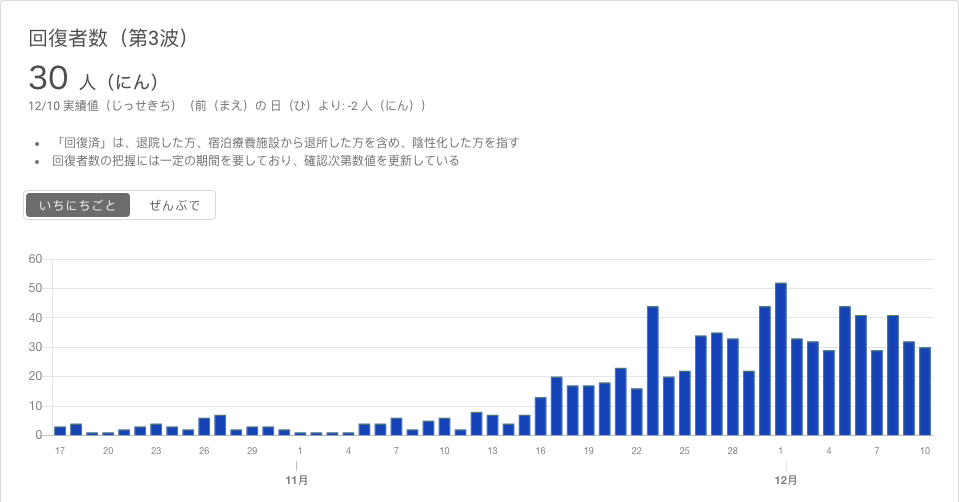 回復者数（第3波）
30 人（にん）
12/10 実績値（じっせきち）（前（まえ）の 日（ひ）より: -2 人（にん））
• 「回復済」は、退院した方、宿泊療養施設から退所した方を含め、陰性化した方を指す
• 回復者数の把握には一定の期間を要しており、確認次第数値を更新している
いちにちごと ぜんぶで
60
50
40
30
20
10
0
17 20 23 26 29 1 4 7 10 13 16 19 22 25 28 1 4 7 10
11月 12月